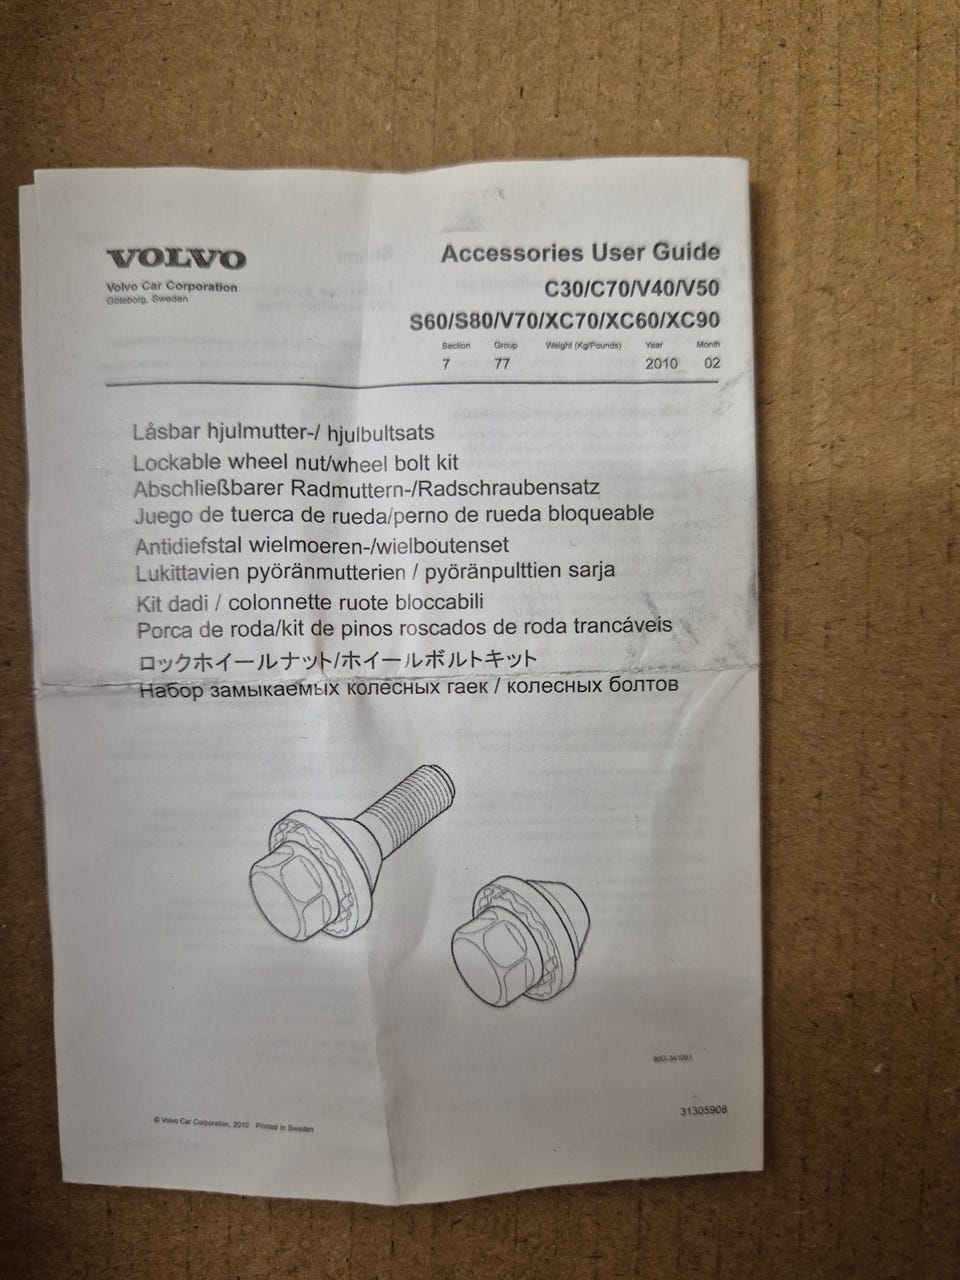 VOLVO
Volvo Car Corporation
Göteborg, Sweden
Accessories User Guide
C30/C70/V40/V50
S60/S80/V70/XC70/XC60/XC90
Section Group Weight (Kg/Pounds) Year Month
7 77 2010 02
Låsbar hjulmutter-/ hjulbultsats
Lockable wheel nut/wheel bolt kit
Abschließbarer Radmuttern-/Radschraubensatz
Juego de tuerca de rueda/perno de rueda bloqueable
Antidiefstal wielmoeren-/wielboutenset
Lukittavien pyöränmutterien / pyöränpulttien sarja
Kit dadi / colonnette ruote bloccabili
Porca de roda/kit de pinos roscados de roda trancáveis
ロックホイールナット/ホイールボルトキット
Набор замыкаемых колесных гаек / колесных болтов
31305908
© Volvo Car Corporation, 2010 Printed in Sweden